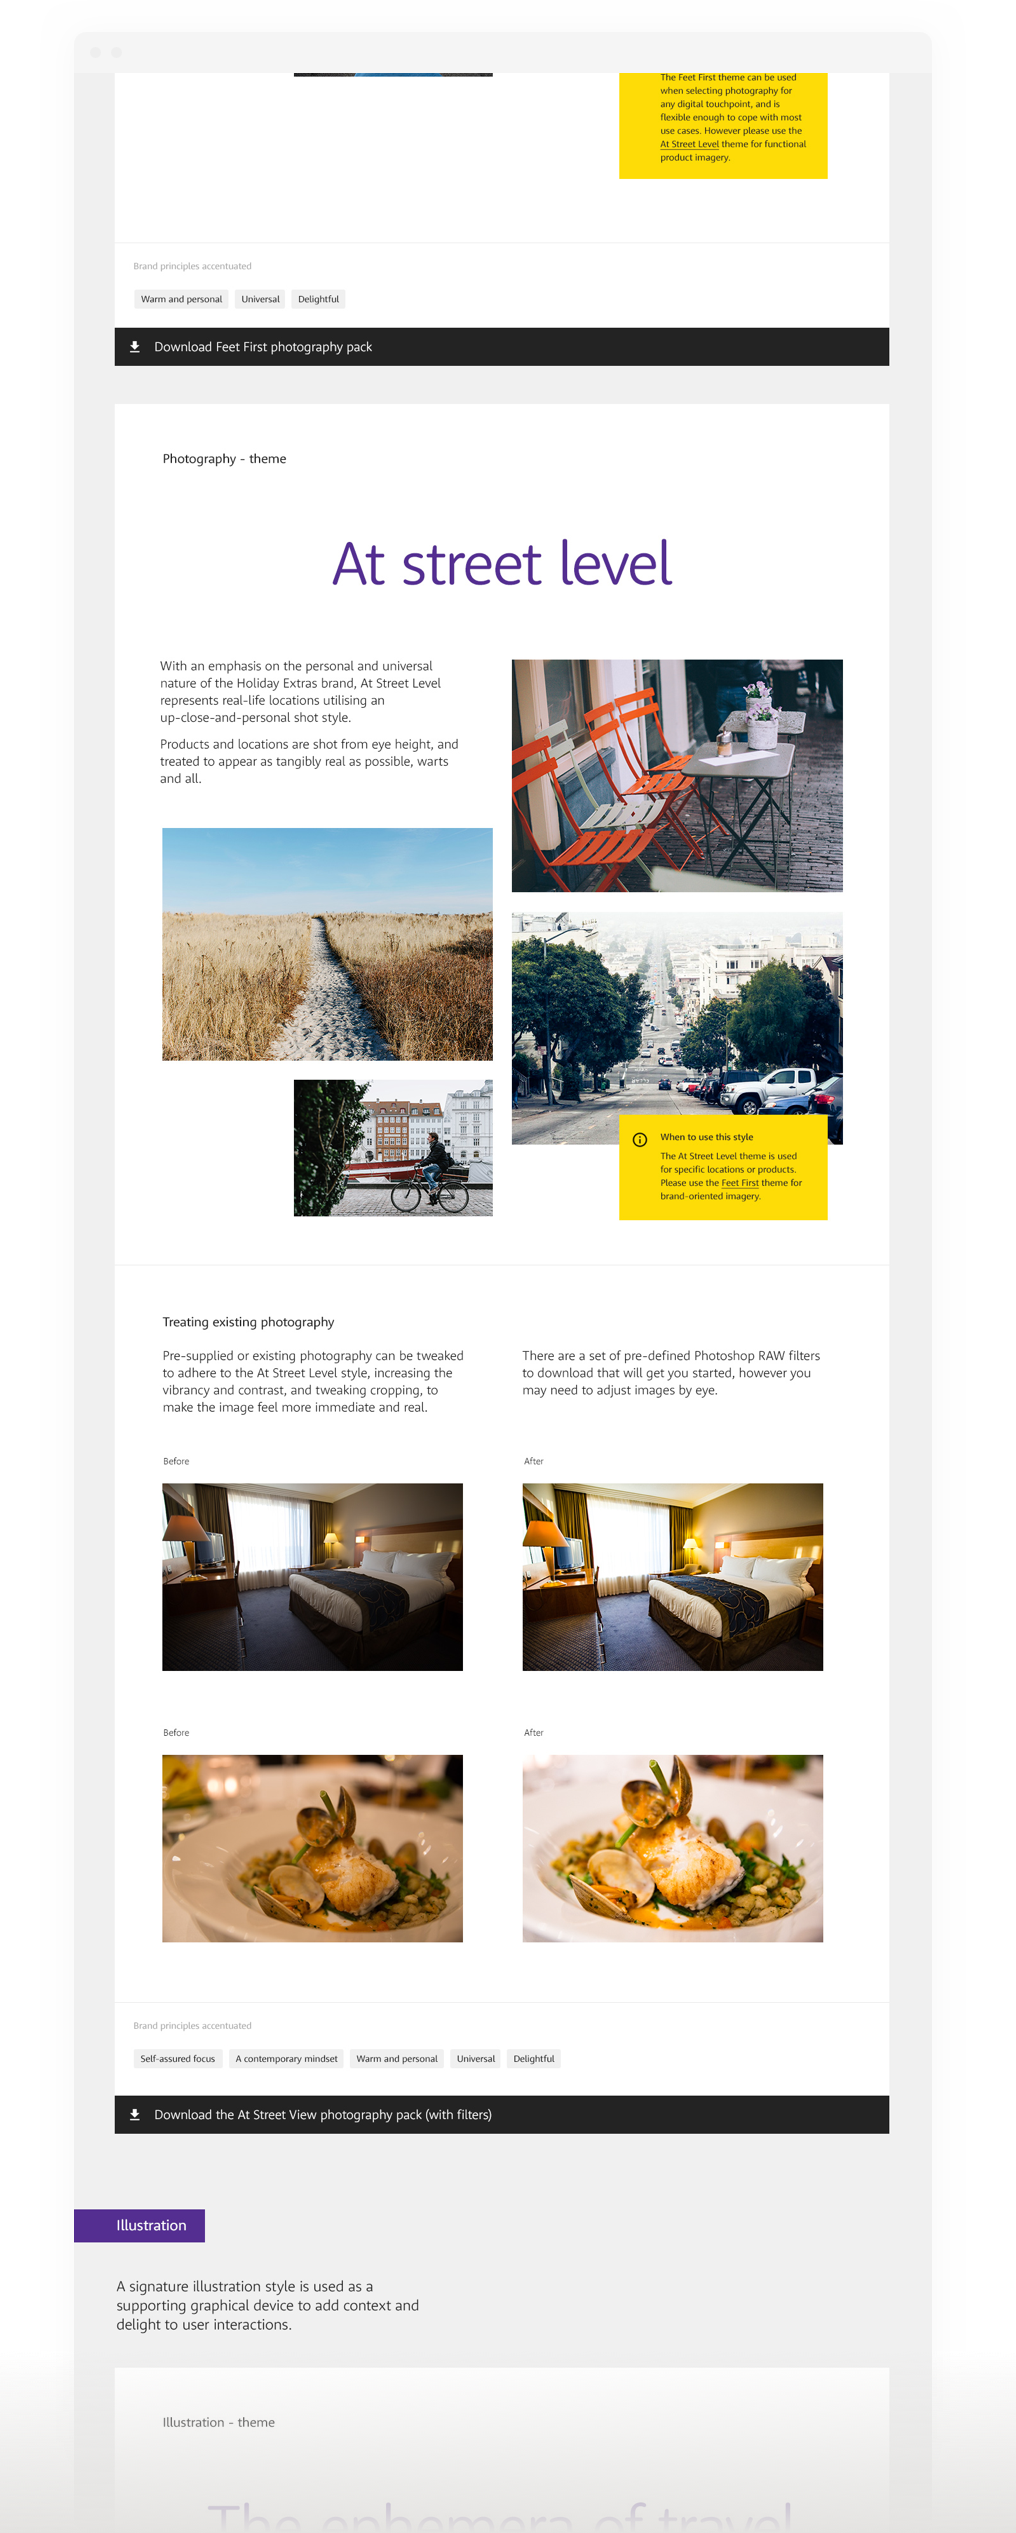 The Feet First theme can be used
when selecting photography for
any digital touchpoint, and is
flexible enough to cope with most
use cases. However please use the
At Street Level theme for functional
product imagery.
Brand principles accentuated
Warm and personal
Universal
Delightful
Download Feet First photography pack
Photography - theme
At street level
With an emphasis on the personal and universal
nature of the Holiday Extras brand, At Street Level
represents real-life locations utilising an
up-close-and-personal shot style.
Products and locations are shot from eye height, and
treated to appear as tangibly real as possible, warts
and all.
When to use this style
The At Street Level theme is used
for specific locations or products.
Please use the Feet First theme for
brand-oriented imagery.
Treating existing photography
Pre-supplied or existing photography can be tweaked
to adhere to the At Street Level style, increasing the
vibrancy and contrast, and tweaking cropping, to
make the image feel more immediate and real.
There are a set of pre-defined Photoshop RAW filters
to download that will get you started, however you
may need to adjust images by eye.
Before
After
Before
After
Brand principles accentuated
Self-assured focus
A contemporary mindset
Warm and personal
Universal
Delightful
Download the At Street View photography pack (with filters)
Illustration
A signature illustration style is used as a
supporting graphical device to add context and
delight to user interactions.
Illustration - theme
The ephemera of travel